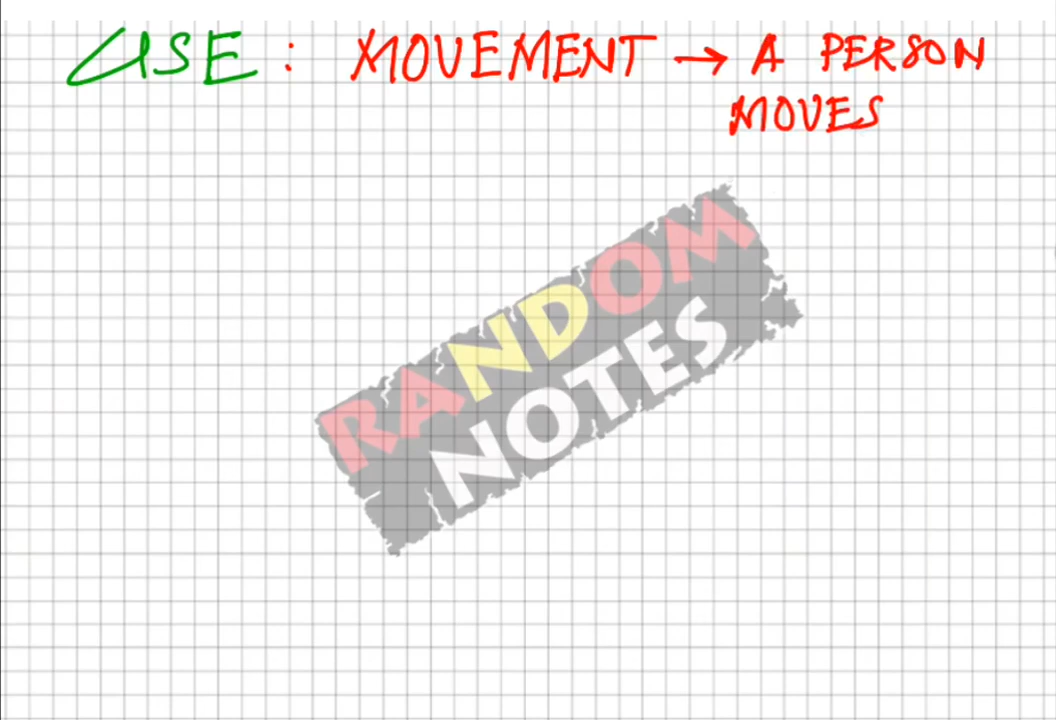 USE : MOVEMENT → A PERSON
MOVES
RANDOM
NOTES